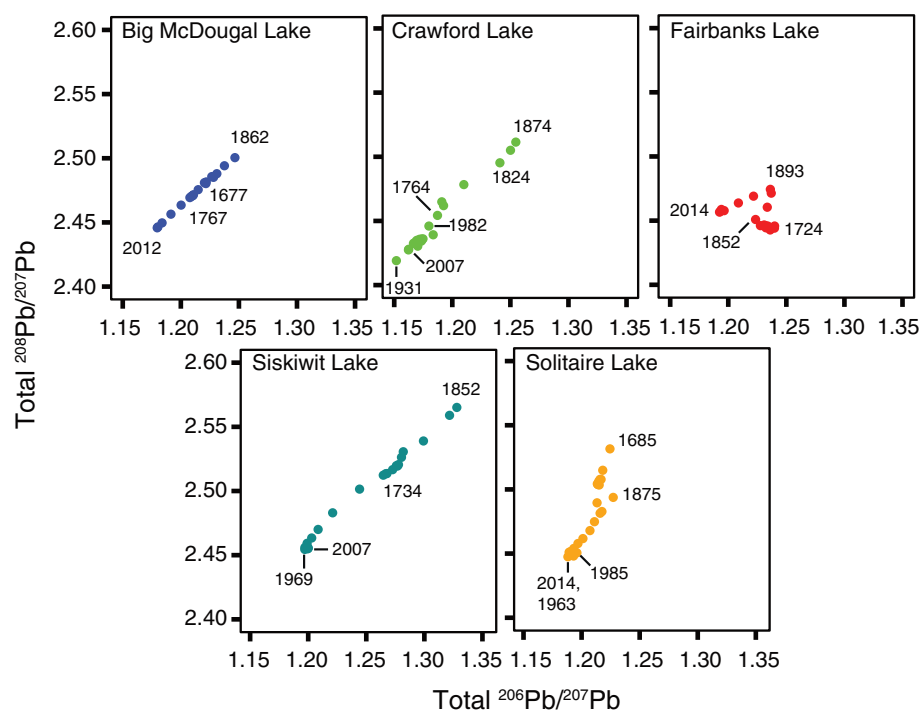 Big McDougal Lake
Crawford Lake
Fairbanks Lake
2.60
2.55
2.50
2.45
2.40
1862
1677
1767
2012
1874
1824
1764
1982
2007
1931
1893
2014
1852
1724
1.15 1.20 1.25 1.30 1.35
1.15 1.20 1.25 1.30 1.35
1.15 1.20 1.25 1.30 1.35
Total ²⁰⁸Pb/²⁰⁷Pb
Siskiwit Lake
Solitaire Lake
2.60
2.55
2.50
2.45
2.40
1852
1734
2007
1969
1685
1875
1985
2014,
1963
1.15 1.20 1.25 1.30 1.35
1.15 1.20 1.25 1.30 1.35
Total ²⁰⁶Pb/²⁰⁷Pb